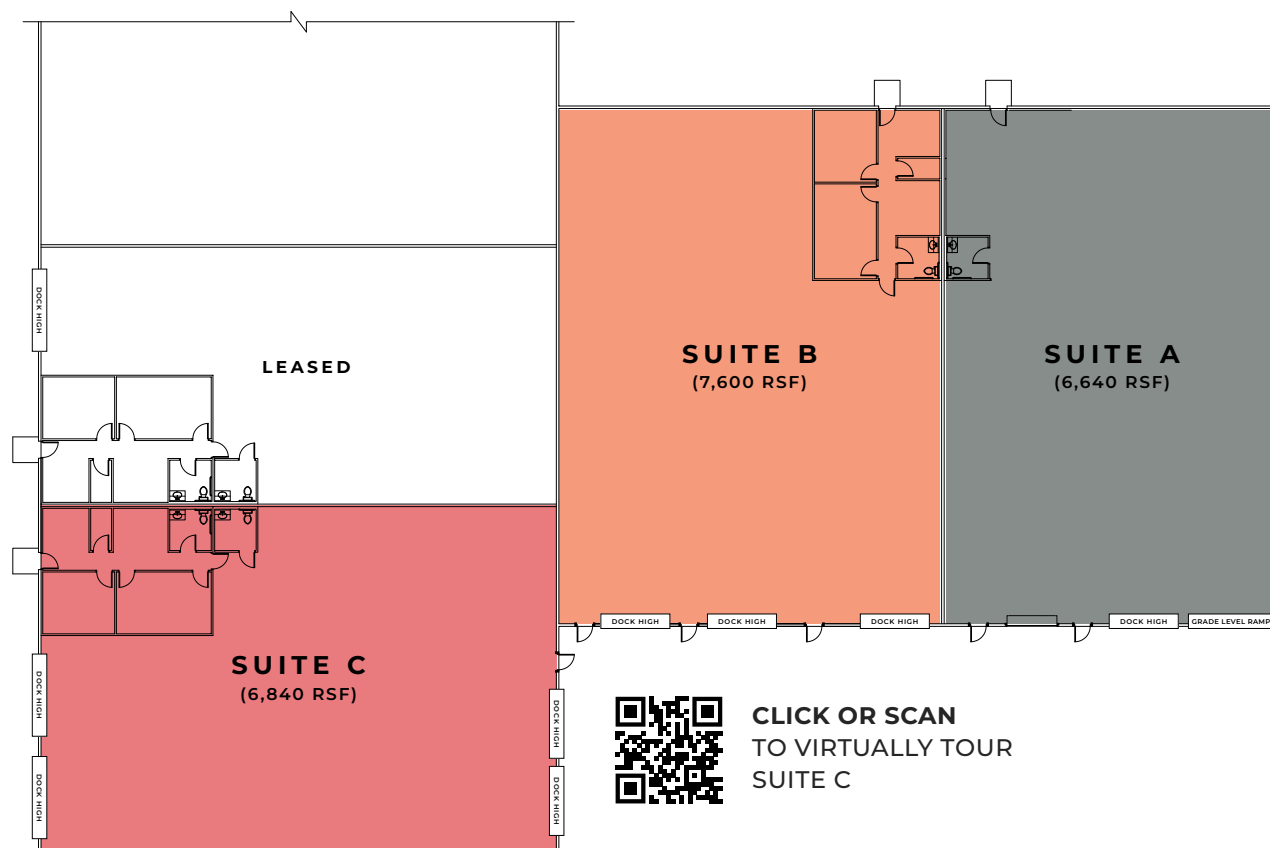 DOCK HIGH
LEASED
SUITE B
(7,600 RSF)
SUITE A
(6,640 RSF)
DOCK HIGH
DOCK HIGH
DOCK HIGH
DOCK HIGH
GRADE LEVEL RAMP
SUITE C
(6,840 RSF)
DOCK HIGH
DOCK HIGH
DOCK HIGH
DOCK HIGH
CLICK OR SCAN
TO VIRTUALLY TOUR
SUITE C